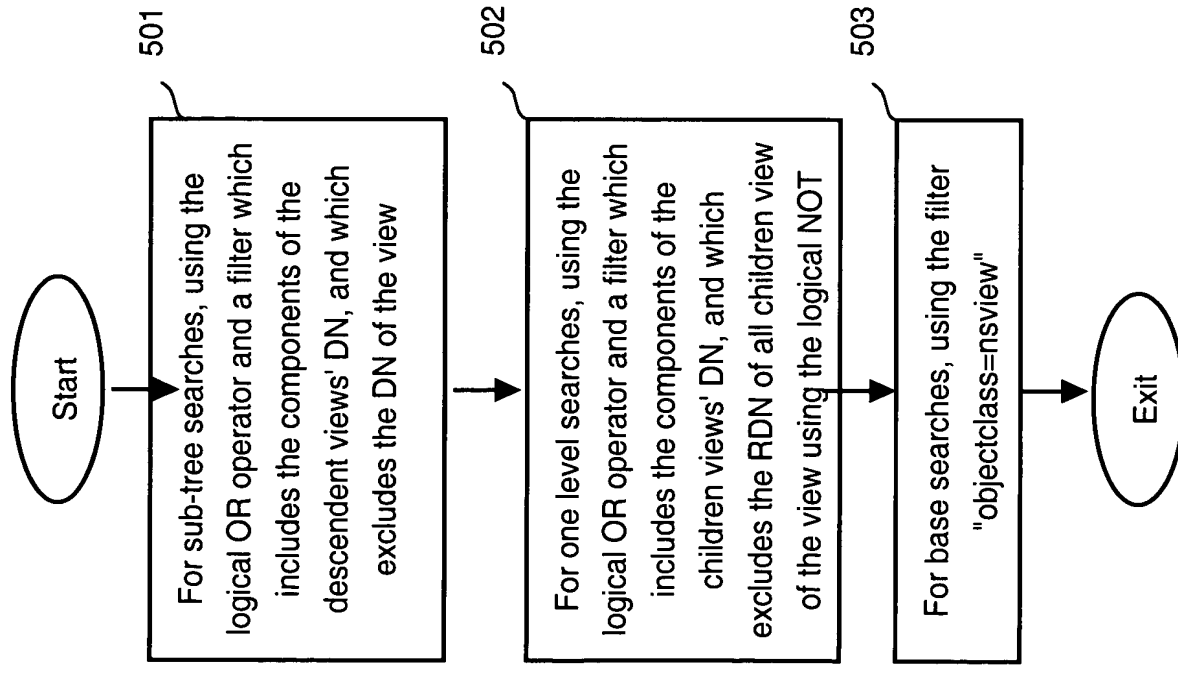 Start
501
For sub-tree searches, using the
logical OR operator and a filter which
includes the components of the
descendent views' DN, and which
excludes the DN of the view
502
For one level searches, using the
logical OR operator and a filter which
includes the components of the
children views' DN, and which
excludes the RDN of all children view
of the view using the logical NOT
503
For base searches, using the filter
"objectclass=nsview"
Exit